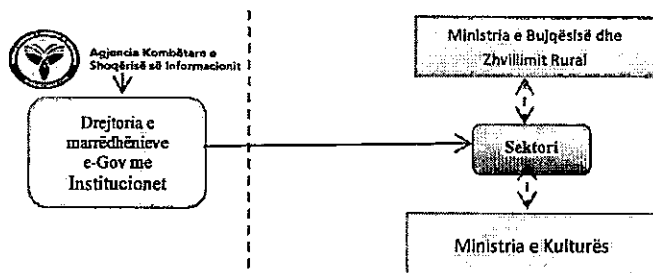 Agjencia Kombëtare e
Shoqërisë së Informacionit
Drejtoria e
marrëdhënieve
e-Gov me
Institucionet
Ministria e Bujqësisë dhe
Zhvillimit Rural
Sektori
Ministria e Kulturës